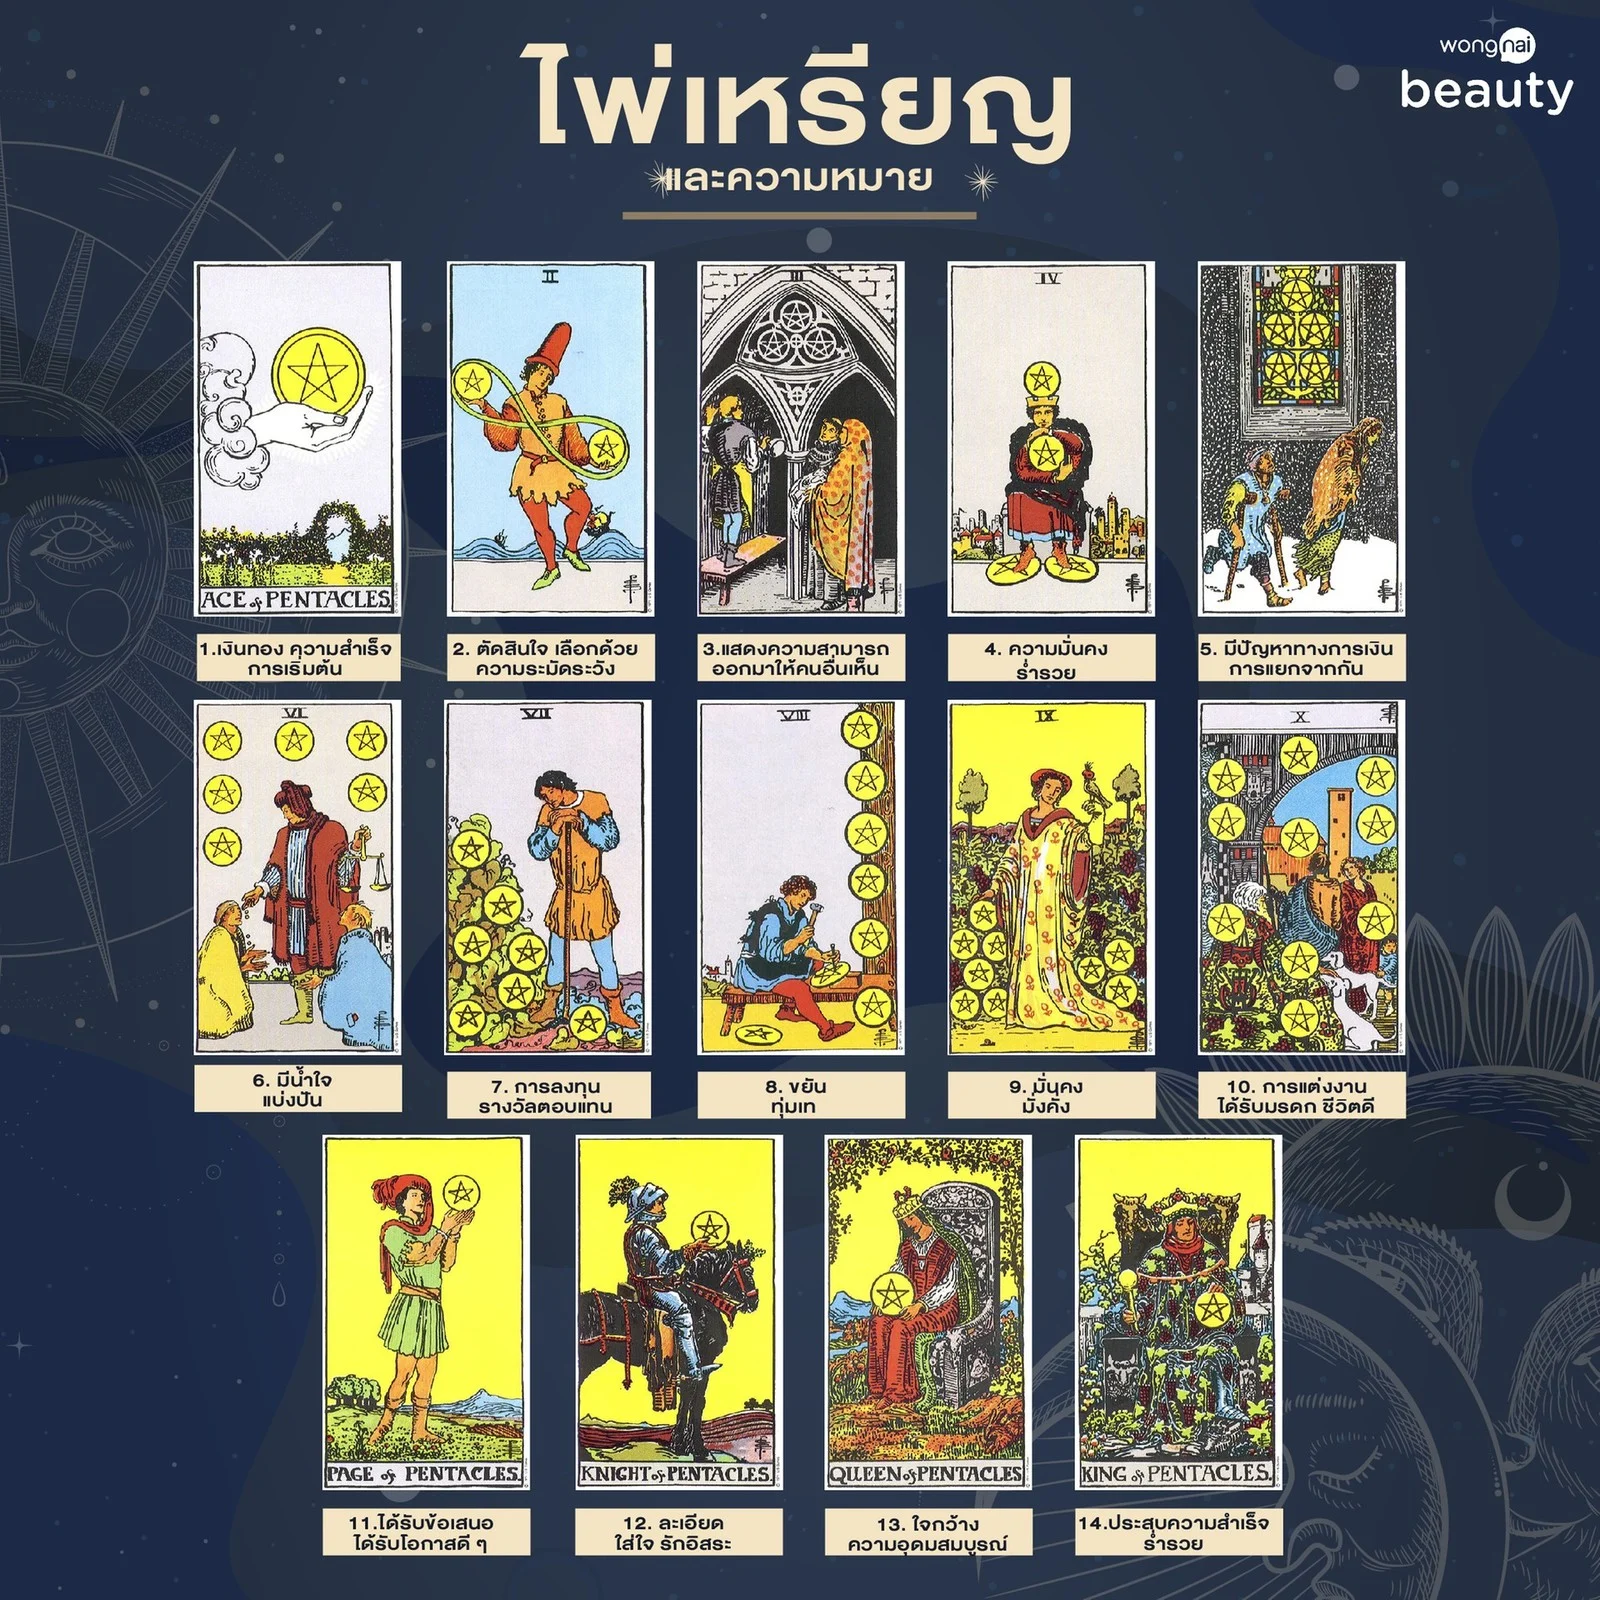 wongnai
beauty
ไพ่เหรียญ
และความหมาย
II
III
IV
V
ACE of PENTACLES.
1.เงินทอง ความสำเร็จ
การเริ่มต้น
2. ตัดสินใจ เลือกด้วย
ความระมัดระวัง
3.แสดงความสามารถ
ออกมาให้คนอื่นเห็น
4. ความมั่นคง
ร่ำรวย
5. มีปัญหาทางการเงิน
การแยกจากกัน
VI
VII
VIII
IX
X
6. มีน้ำใจ
แบ่งปัน
7. การลงทุน
รางวัลตอบแทน
8. ขยัน
ทุ่มเท
9. มั่นคง
มั่งคั่ง
10. การแต่งงาน
ได้รับมรดก ชีวิตดี
PAGE of PENTACLES.
KNIGHT of PENTACLES.
QUEEN of PENTACLES
KING of PENTACLES.
11.ได้รับข้อเสนอ
ได้รับโอกาสดี ๆ
12. ละเอียด
ใส่ใจ รักอิสระ
13. ใจกว้าง
ความอุดมสมบูรณ์
14.ประสบความสำเร็จ
ร่ำรวย